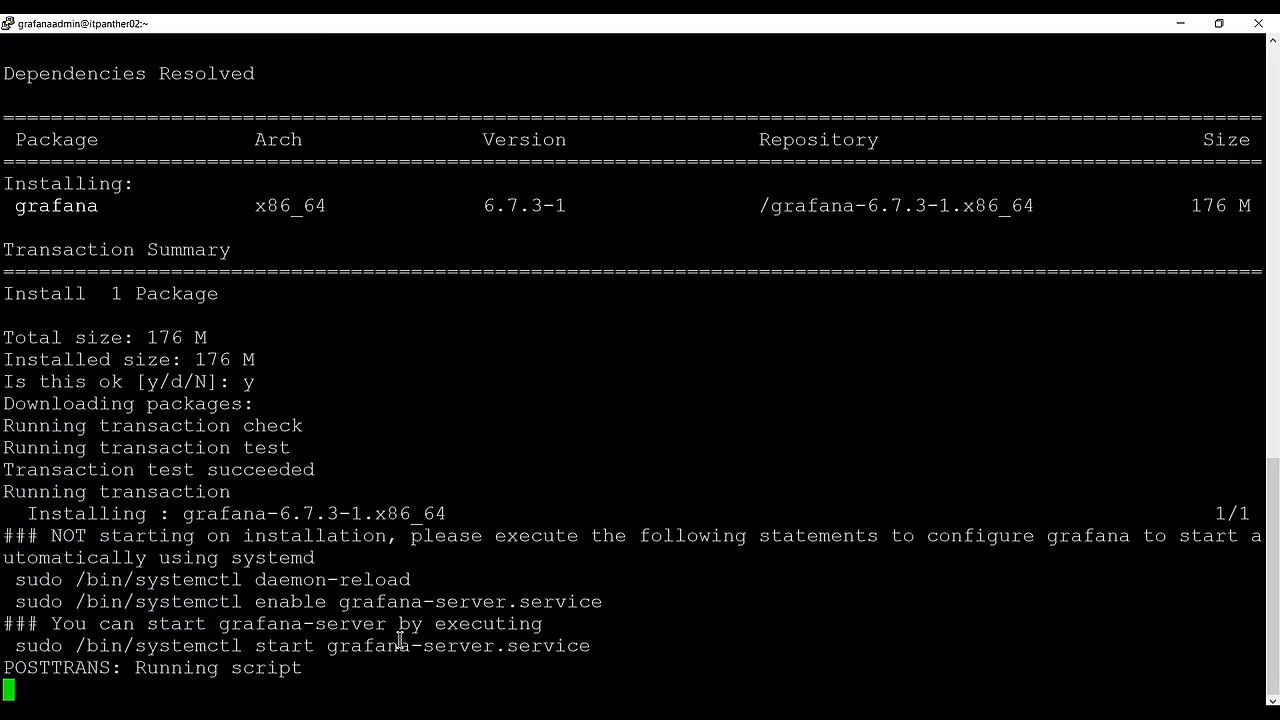 grafanaadmin@itpanther02:~
Dependencies Resolved
================================================================================
Package Arch Version Repository Size
================================================================================
Installing:
grafana x86_64 6.7.3-1 /grafana-6.7.3-1.x86_64 176 M
Transaction Summary
================================================================================
Install 1 Package
Total size: 176 M
Installed size: 176 M
Is this ok [y/d/N]: y
Downloading packages:
Running transaction check
Running transaction test
Transaction test succeeded
Running transaction
Installing : grafana-6.7.3-1.x86_64 1/1
### NOT starting on installation, please execute the following statements to configure grafana to start a
utomatically using systemd
sudo /bin/systemctl daemon-reload
sudo /bin/systemctl enable grafana-server.service
### You can start grafana-server by executing
sudo /bin/systemctl start grafana-server.service
POSTTRANS: Running script